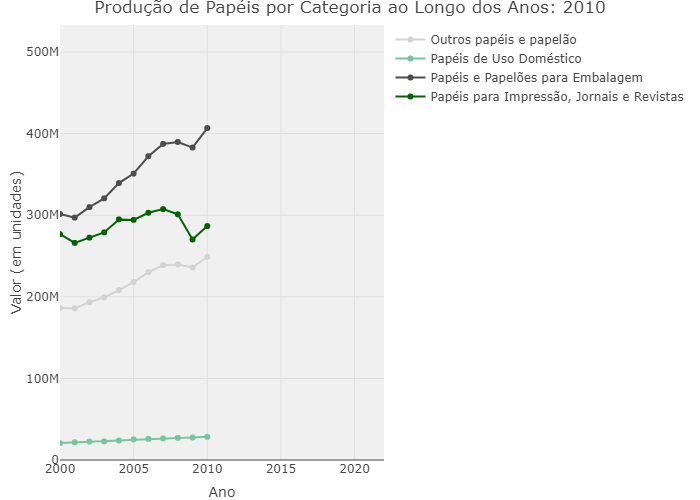 Produção de Papéis por Categoria ao Longo dos Anos: 2010
Outros papéis e papelão
Papéis de Uso Doméstico
Papéis e Papelões para Embalagem
Papéis para Impressão, Jornais e Revistas
Valor (em unidades)
500M
400M
300M
200M
100M
0
2000
2005
2010
2015
2020
Ano